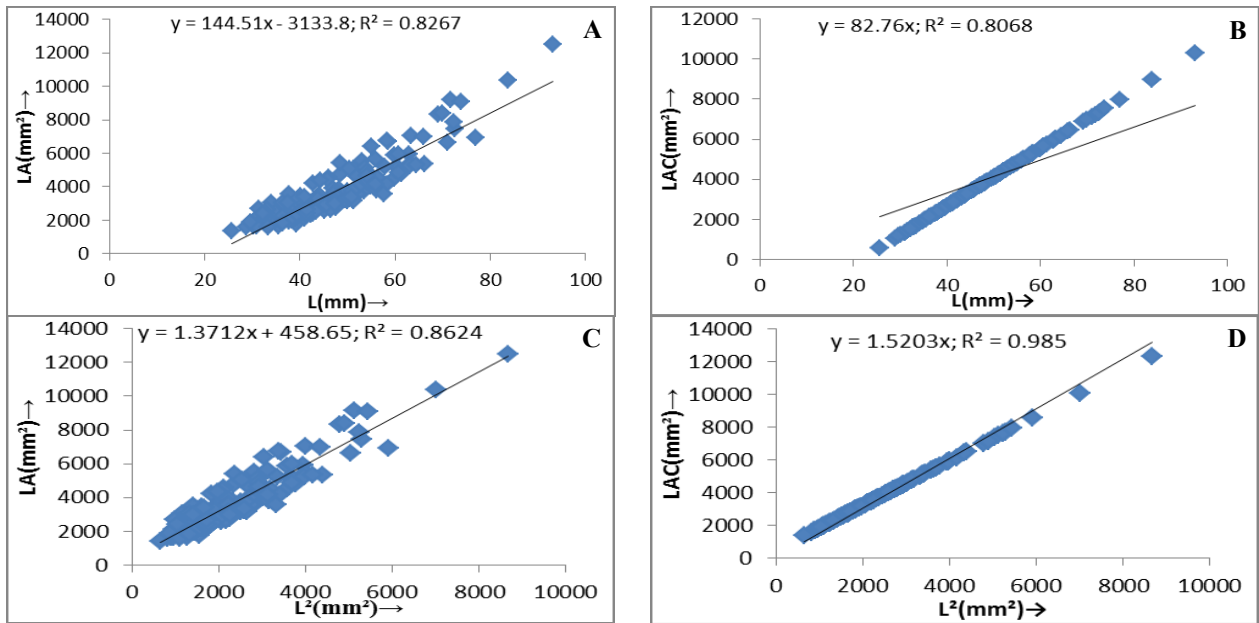 y = 144.51x - 3133.8; R² = 0.8267
A
LA(mm²)→
14000
12000
10000
8000
6000
4000
2000
0
0 20 40 60 80 100
L(mm)→
y = 82.76x; R² = 0.8068
B
LAC(mm²)→
14000
12000
10000
8000
6000
4000
2000
0
0 20 40 60 80 100
L(mm)→
y = 1.3712x + 458.65; R² = 0.8624
C
LA(mm²)→
14000
12000
10000
8000
6000
4000
2000
0
0 2000 4000 6000 8000 10000
L²(mm²)→
y = 1.5203x; R² = 0.985
D
LAC(mm²)→
14000
12000
10000
8000
6000
4000
2000
0
0 2000 4000 6000 8000 10000
L²(mm²)→